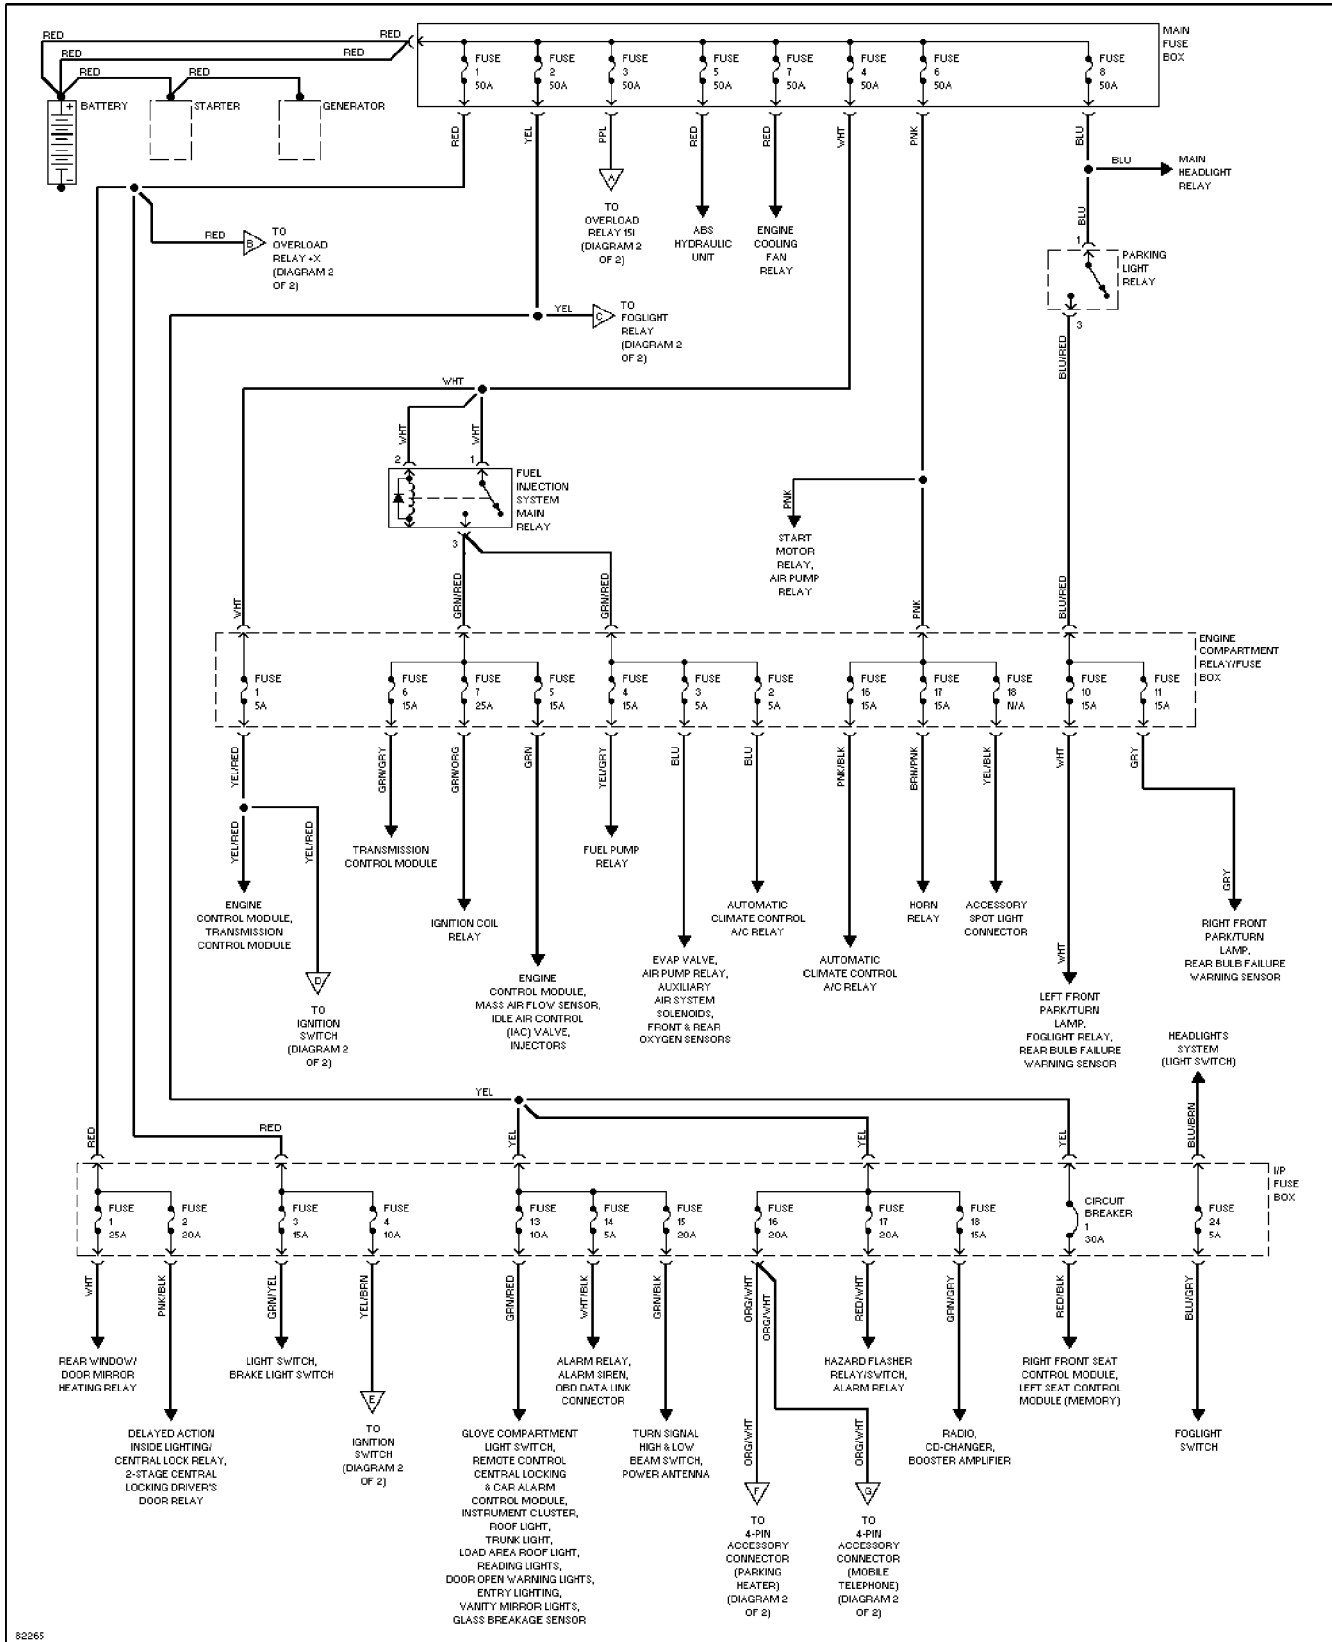 RED
RED
RED
RED
RED
RED
BATTERY
+
-
STARTER
GENERATOR
MAIN
FUSE
BOX
FUSE
1
50A
FUSE
2
50A
FUSE
3
50A
FUSE
5
50A
FUSE
7
50A
FUSE
4
50A
FUSE
6
50A
FUSE
8
50A
RED
YEL
PPL
RED
RED
WHT
PNK
BLU
BLU
MAIN
HEADLIGHT
RELAY
A
TO
OVERLOAD
RELAY 15I
(DIAGRAM 2
OF 2)
ABS
HYDRAULIC
UNIT
ENGINE
COOLING
FAN
RELAY
RED
B
TO
OVERLOAD
RELAY +X
(DIAGRAM 2
OF 2)
BLU
1
PARKING
LIGHT
RELAY
3
YEL
C
TO
FOGLIGHT
RELAY
(DIAGRAM 2
OF 2)
BLU/RED
WHT
WHT
WHT
2
1
FUEL
INJECTION
SYSTEM
MAIN
RELAY
3
PNK
START
MOTOR
RELAY,
AIR PUMP
RELAY
WHT
GRN/RED
GRN/RED
PNK
BLU/RED
ENGINE
COMPARTMENT
RELAY/FUSE
BOX
FUSE
1
5A
FUSE
6
15A
FUSE
7
25A
FUSE
5
15A
FUSE
4
15A
FUSE
3
5A
FUSE
2
5A
FUSE
16
15A
FUSE
17
15A
FUSE
18
N/A
FUSE
10
15A
FUSE
11
15A
YEL/RED
GRN/GRY
GRN/ORG
GRN
YEL/GRY
BLU
BLU
PNK/BLK
BRN/PNK
YEL/BLK
WHT
GRY
YEL/RED
YEL/RED
TRANSMISSION
CONTROL MODULE
FUEL PUMP
RELAY
GRY
ENGINE
CONTROL MODULE,
TRANSMISSION
CONTROL MODULE
IGNITION COIL
RELAY
AUTOMATIC
CLIMATE CONTROL
A/C RELAY
HORN
RELAY
ACCESSORY
SPOT LIGHT
CONNECTOR
RIGHT FRONT
PARK/TURN
LAMP,
REAR BULB FAILURE
WARNING SENSOR
WHT
D
TO
IGNITION
SWITCH
(DIAGRAM 2
OF 2)
ENGINE
CONTROL MODULE,
MASS AIR FLOW SENSOR,
IDLE AIR CONTROL
(IAC) VALVE,
INJECTORS
EVAP VALVE,
AIR PUMP RELAY,
AUXILIARY
AIR SYSTEM
SOLENOIDS,
FRONT & REAR
OXYGEN SENSORS
AUTOMATIC
CLIMATE CONTROL
A/C RELAY
LEFT FRONT
PARK/TURN
LAMP,
FOGLIGHT RELAY,
REAR BULB FAILURE
WARNING SENSOR
HEADLIGHTS
SYSTEM
(LIGHT SWITCH)
YEL
RED
RED
YEL
YEL
YEL
BLU/BRN
I/P
FUSE
BOX
FUSE
1
25A
FUSE
2
20A
FUSE
3
15A
FUSE
4
10A
FUSE
13
10A
FUSE
14
5A
FUSE
15
20A
FUSE
16
20A
FUSE
17
20A
FUSE
18
15A
CIRCUIT
BREAKER
1
30A
FUSE
24
5A
WHT
PNK/BLK
GRN/YEL
YEL/BRN
GRN/RED
WHT/BLK
GRN/BLK
ORG/WHT
ORG/WHT
RED/WHT
GRN/GRY
RED/BLK
BLU/GRY
REAR WINDOW/
DOOR MIRROR
HEATING RELAY
LIGHT SWITCH,
BRAKE LIGHT SWITCH
ALARM RELAY,
ALARM SIREN,
OBD DATA LINK
CONNECTOR
HAZARD FLASHER
RELAY/SWITCH,
ALARM RELAY
RIGHT FRONT SEAT
CONTROL MODULE,
LEFT SEAT CONTROL
MODULE (MEMORY)
DELAYED ACTION
INSIDE LIGHTING/
CENTRAL LOCK RELAY,
2-STAGE CENTRAL
LOCKING DRIVER'S
DOOR RELAY
E
TO
IGNITION
SWITCH
(DIAGRAM 2
OF 2)
GLOVE COMPARTMENT
LIGHT SWITCH,
REMOTE CONTROL
CENTRAL LOCKING
& CAR ALARM
CONTROL MODULE,
INSTRUMENT CLUSTER,
ROOF LIGHT,
TRUNK LIGHT,
LOAD AREA ROOF LIGHT,
READING LIGHTS,
DOOR OPEN WARNING LIGHTS,
ENTRY LIGHTING,
VANITY MIRROR LIGHTS,
GLASS BREAKAGE SENSOR
TURN SIGNAL
HIGH & LOW
BEAM SWITCH,
POWER ANTENNA
ORG/WHT
ORG/WHT
RADIO,
CD-CHANGER,
BOOSTER AMPLIFIER
FOGLIGHT
SWITCH
F
TO
4-PIN
ACCESSORY
CONNECTOR
(PARKING
HEATER)
(DIAGRAM 2
OF 2)
G
TO
4-PIN
ACCESSORY
CONNECTOR
(MOBILE
TELEPHONE)
(DIAGRAM 2
OF 2)
82265